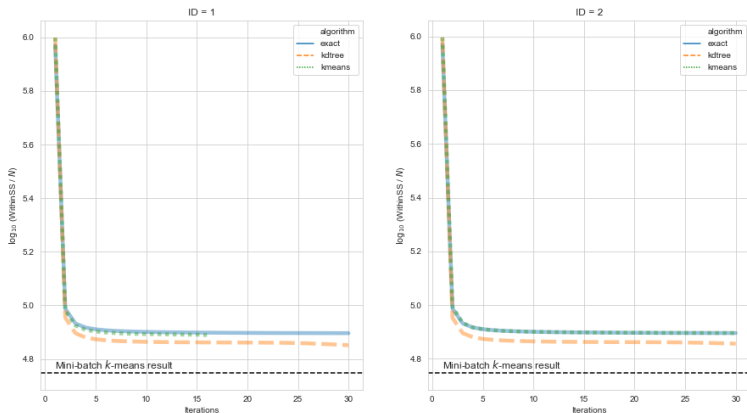 ID = 1
algorithm
exact
kdtree
kmeans
6.0
5.8
5.6
5.4
5.2
5.0
4.8
log10 (WithinSS / N)
Mini-batch k-means result
0 5 10 15 20 25 30
Iterations
ID = 2
algorithm
exact
kdtree
kmeans
6.0
5.8
5.6
5.4
5.2
5.0
4.8
log10 (WithinSS / N)
Mini-batch k-means result
0 5 10 15 20 25 30
Iterations